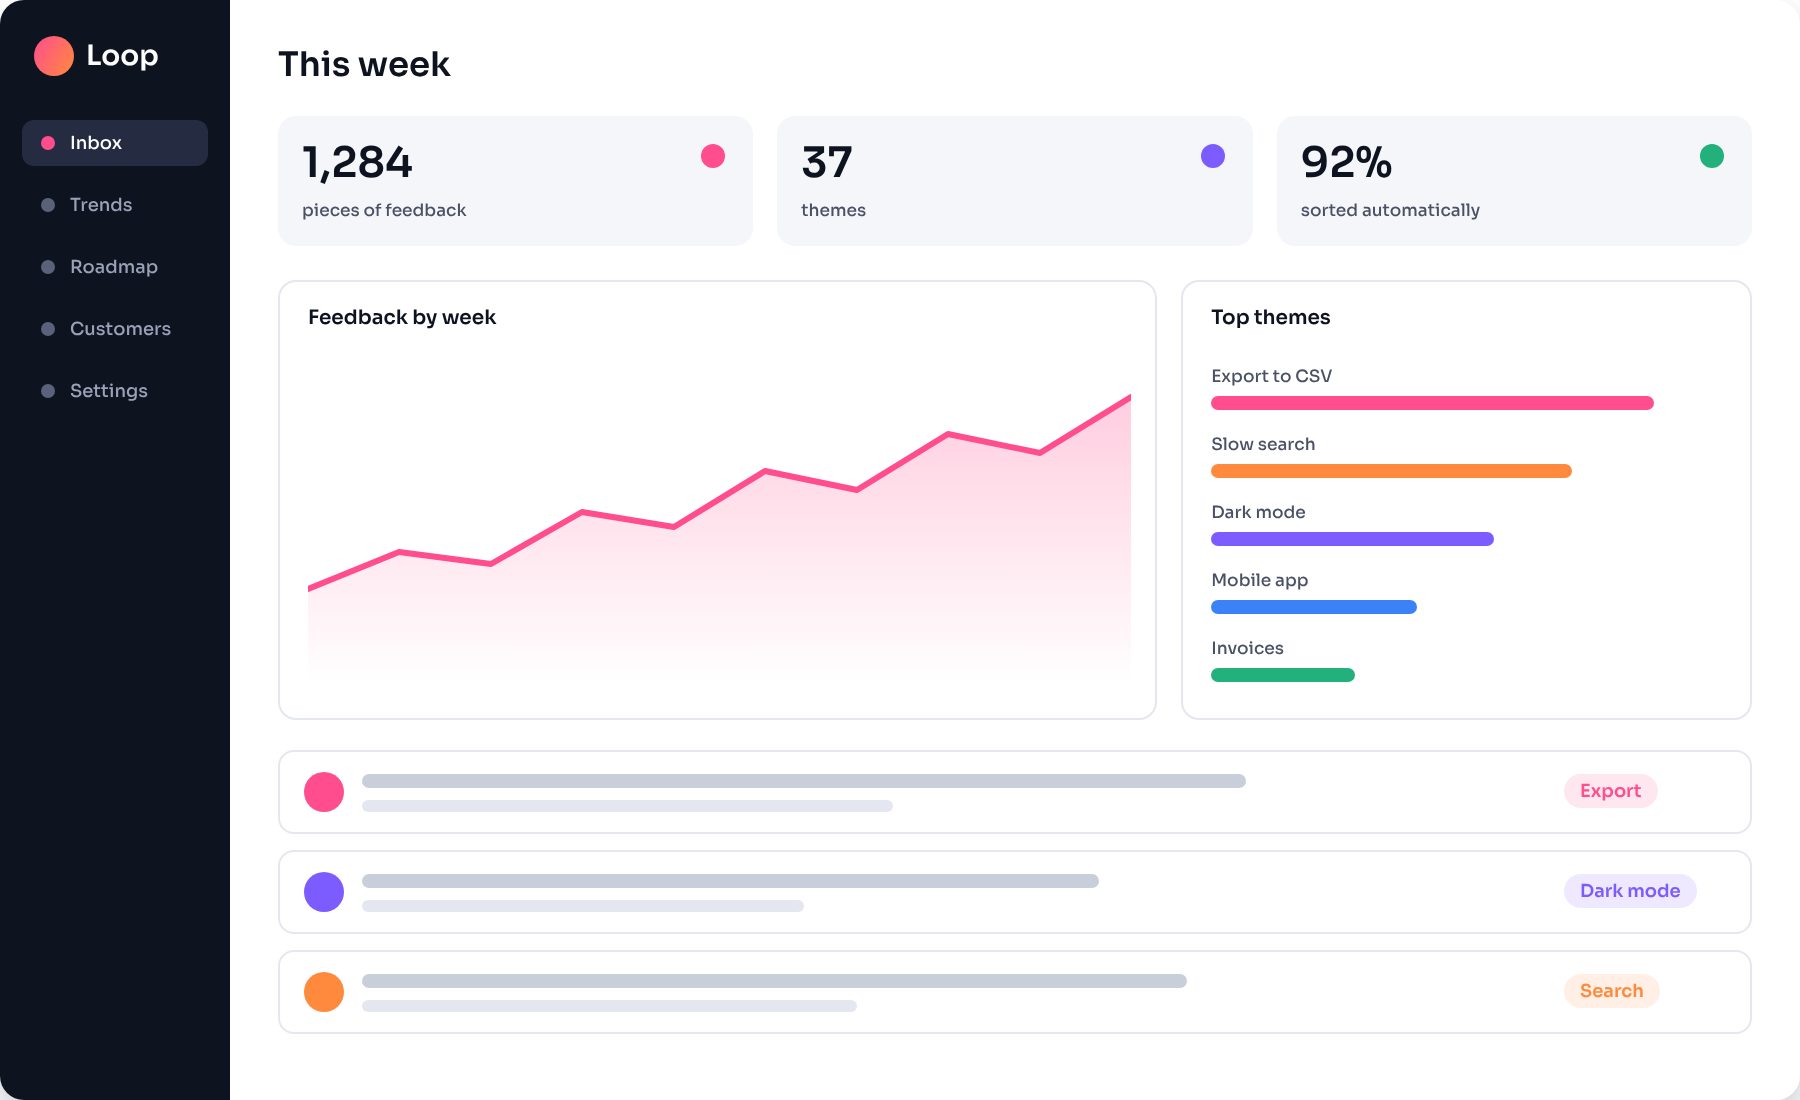 Loop
Inbox
Trends
Roadmap
Customers
Settings
This week
1,284
pieces of feedback
37
themes
92%
sorted automatically
Feedback by week
Top themes
Export to CSV
Slow search
Dark mode
Mobile app
Invoices
Export
Dark mode
Search